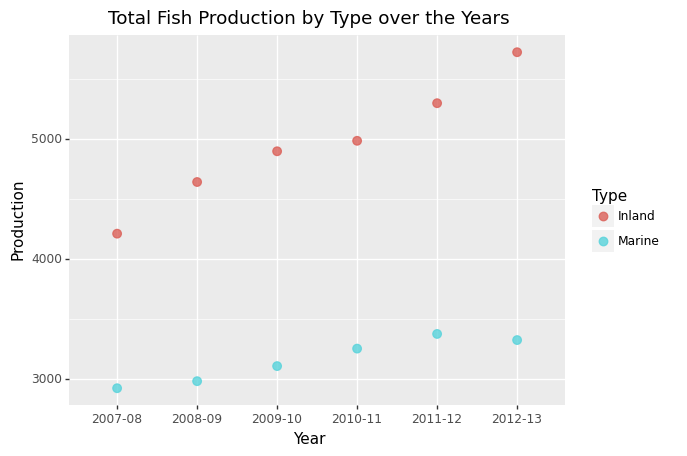 Total Fish Production by Type over the Years
Production
5000
4000
3000
2007-08 2008-09 2009-10 2010-11 2011-12 2012-13
Year
Type
Inland
Marine